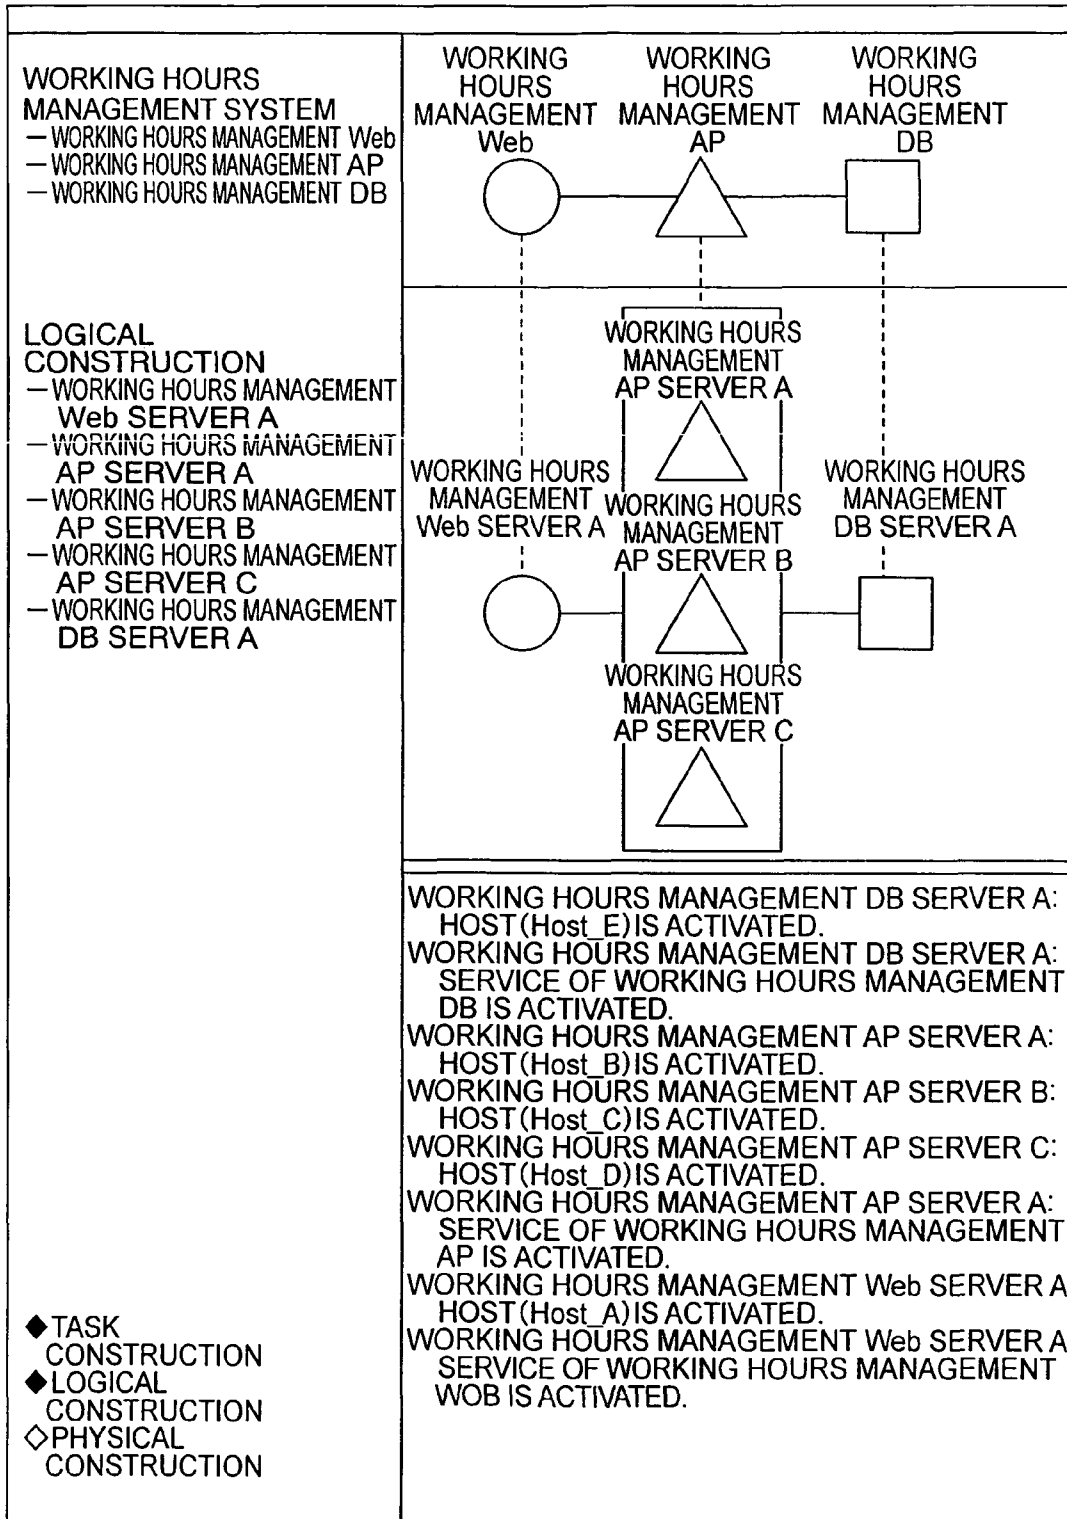 WORKING HOURS
MANAGEMENT SYSTEM
—WORKING HOURS MANAGEMENT Web
—WORKING HOURS MANAGEMENT AP
—WORKING HOURS MANAGEMENT DB
LOGICAL
CONSTRUCTION
—WORKING HOURS MANAGEMENT
Web SERVER A
—WORKING HOURS MANAGEMENT
AP SERVER A
—WORKING HOURS MANAGEMENT
AP SERVER B
—WORKING HOURS MANAGEMENT
AP SERVER C
—WORKING HOURS MANAGEMENT
DB SERVER A
◆TASK
CONSTRUCTION
◆LOGICAL
CONSTRUCTION
◇PHYSICAL
CONSTRUCTION
WORKING
HOURS
MANAGEMENT
Web
WORKING
HOURS
MANAGEMENT
AP
WORKING
HOURS
MANAGEMENT
DB
WORKING HOURS
MANAGEMENT
AP SERVER A
WORKING HOURS
MANAGEMENT
Web SERVER A
WORKING HOURS
MANAGEMENT
AP SERVER B
WORKING HOURS
MANAGEMENT
DB SERVER A
WORKING HOURS
MANAGEMENT
AP SERVER C
WORKING HOURS MANAGEMENT DB SERVER A:
HOST(Host_E)IS ACTIVATED.
WORKING HOURS MANAGEMENT DB SERVER A:
SERVICE OF WORKING HOURS MANAGEMENT
DB IS ACTIVATED.
WORKING HOURS MANAGEMENT AP SERVER A:
HOST(Host_B)IS ACTIVATED.
WORKING HOURS MANAGEMENT AP SERVER B:
HOST(Host_C)IS ACTIVATED.
WORKING HOURS MANAGEMENT AP SERVER C:
HOST(Host_D)IS ACTIVATED.
WORKING HOURS MANAGEMENT AP SERVER A:
SERVICE OF WORKING HOURS MANAGEMENT
AP IS ACTIVATED.
WORKING HOURS MANAGEMENT Web SERVER A
HOST(Host_A)IS ACTIVATED.
WORKING HOURS MANAGEMENT Web SERVER A
SERVICE OF WORKING HOURS MANAGEMENT
WOB IS ACTIVATED.